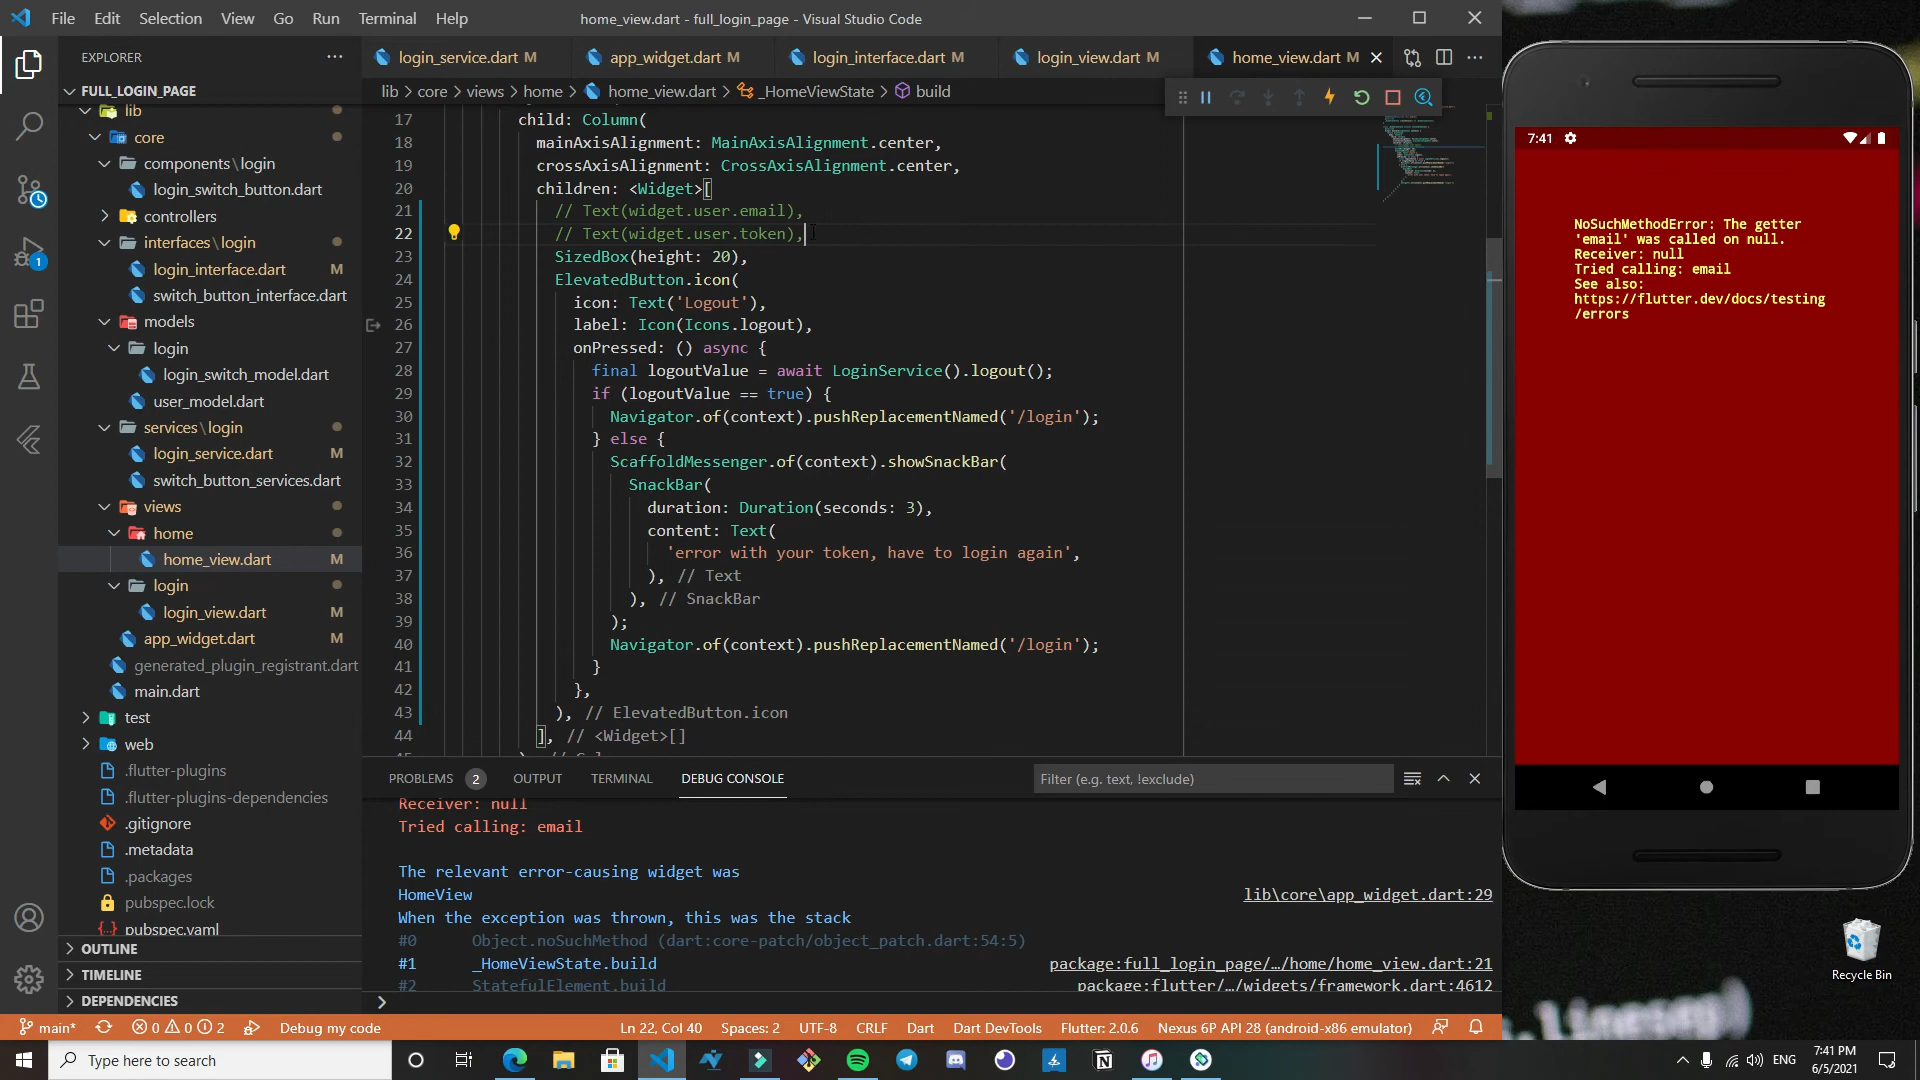 File Edit Selection View Go Run Terminal Help
home_view.dart - full_login_page - Visual Studio Code
EXPLORER
login_service.dart M
app_widget.dart M
login_interface.dart M
login_view.dart M
home_view.dart M
lib > core > views > home > home_view.dart > _HomeViewState > build
FULL_LOGIN_PAGE
lib
core
components\login
login_switch_button.dart
controllers
interfaces\login
login_interface.dart M
switch_button_interface.dart
models
login
login_switch_model.dart
user_model.dart
services\login
login_service.dart M
switch_button_services.dart
views
home
home_view.dart M
login
login_view.dart M
app_widget.dart M
generated_plugin_registrant.dart
main.dart
test
web
.flutter-plugins
.flutter-plugins-dependencies
.gitignore
.metadata
.packages
pubspec.lock
pubspec.yaml
OUTLINE
TIMELINE
DEPENDENCIES
17 child: Column(
18 mainAxisAlignment: MainAxisAlignment.center,
19 crossAxisAlignment: CrossAxisAlignment.center,
20 children: <Widget>[
21 // Text(widget.user.email),
22 // Text(widget.user.token),
23 SizedBox(height: 20),
24 ElevatedButton.icon(
25 icon: Text('Logout'),
26 label: Icon(Icons.logout),
27 onPressed: () async {
28 final logoutValue = await LoginService().logout();
29 if (logoutValue == true) {
30 Navigator.of(context).pushReplacementNamed('/login');
31 } else {
32 ScaffoldMessenger.of(context).showSnackBar(
33 SnackBar(
34 duration: Duration(seconds: 3),
35 content: Text(
36 'error with your token, have to login again',
37 ), // Text
38 ), // SnackBar
39 );
40 Navigator.of(context).pushReplacementNamed('/login');
41 }
42 },
43 ), // ElevatedButton.icon
44 ], // <Widget>[]
PROBLEMS 2 OUTPUT TERMINAL DEBUG CONSOLE
Filter (e.g. text, !exclude)
Receiver: null
Tried calling: email
The relevant error-causing widget was
HomeView lib\core\app_widget.dart:29
When the exception was thrown, this was the stack
#0 Object.noSuchMethod (dart:core-patch/object_patch.dart:54:5)
#1 _HomeViewState.build package:full_login_page/…/home/home_view.dart:21
#2 StatefulElement.build package:flutter/…/widgets/framework.dart:4612
>
main* 0 0 2 Debug my code
Ln 22, Col 40 Spaces: 2 UTF-8 CRLF Dart Dart DevTools Flutter: 2.0.6 Nexus 6P API 28 (android-x86 emulator)
7:41
NoSuchMethodError: The getter
'email' was called on null.
Receiver: null
Tried calling: email
See also:
https://flutter.dev/docs/testing
/errors
Recycle Bin
Type here to search
ENG
7:41 PM
6/5/2021
1